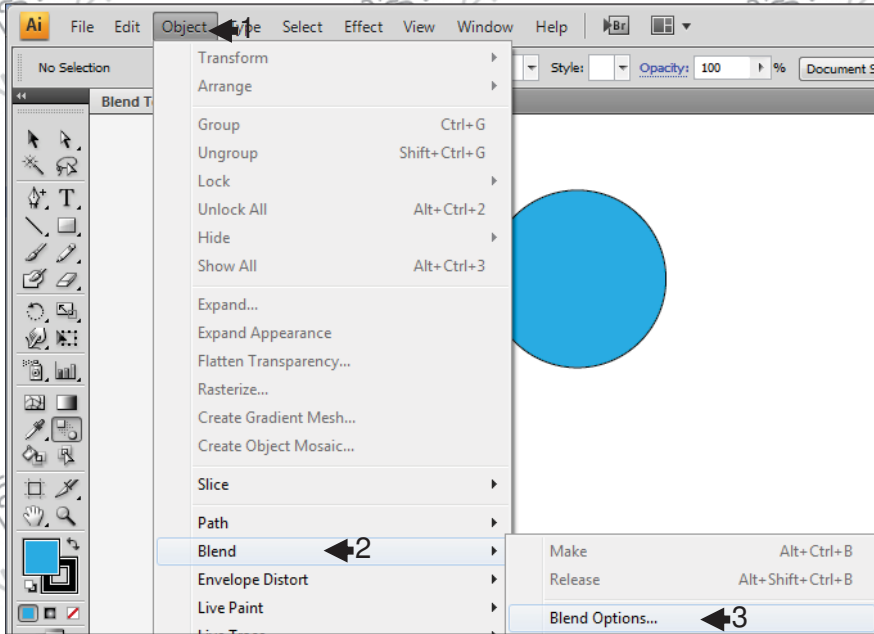 Ai File Edit Object 1 Type Select Effect View Window Help Br
No Selection Style: Opacity: 100 % Document S
Blend T
Transform
Arrange
Group Ctrl+G
Ungroup Shift+Ctrl+G
Lock
Unlock All Alt+Ctrl+2
Hide
Show All Alt+Ctrl+3
Expand...
Expand Appearance
Flatten Transparency...
Rasterize...
Create Gradient Mesh...
Create Object Mosaic...
Slice
Path
Blend 2
Make Alt+Ctrl+B
Envelope Distort
Release Alt+Shift+Ctrl+B
Live Paint
Blend Options... 3
Live Trace